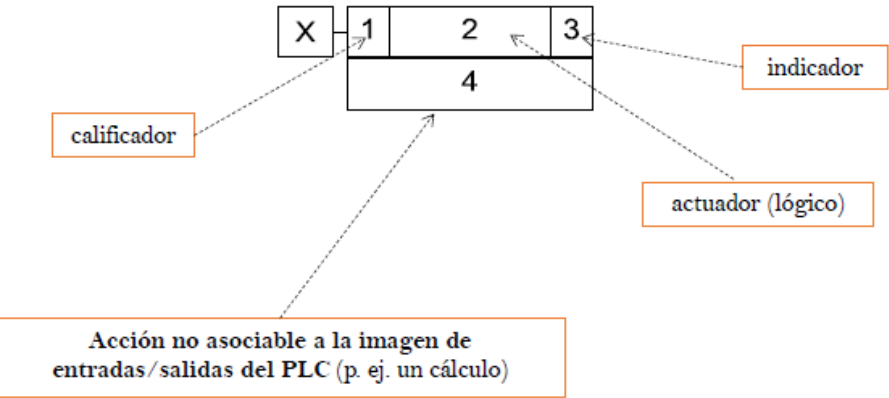 X 1 2 3
indicador
4
calificador
actuador (lógico)
Acción no asociable a la imagen de
entradas/salidas del PLC (p. ej. un cálculo)